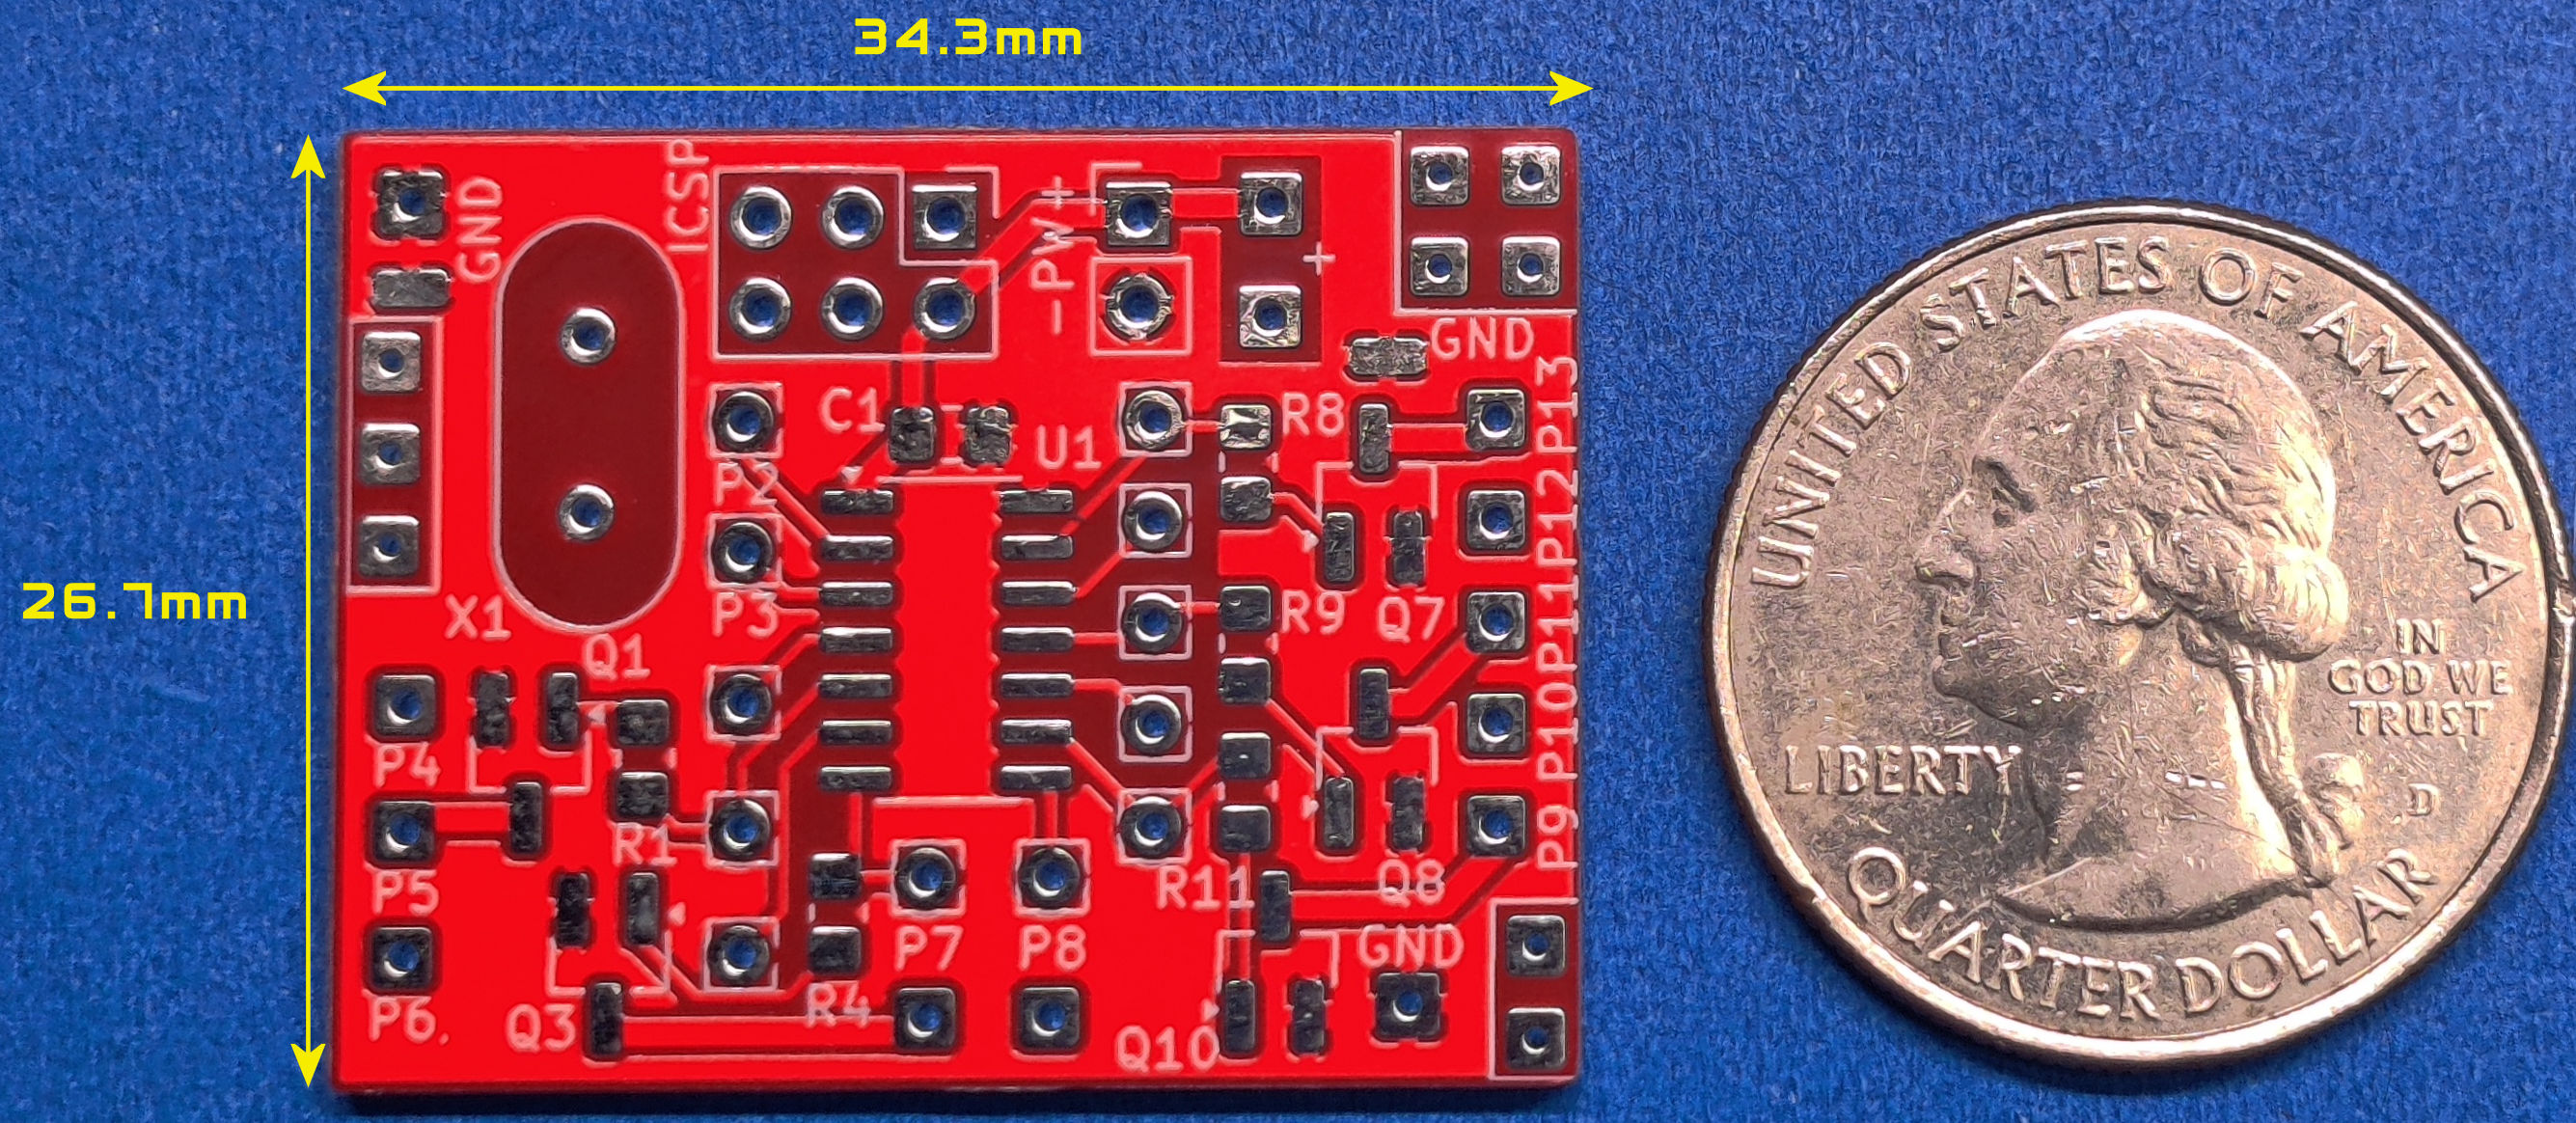 34.3mm
26.7mm
GND
ICSP
-PW+
+
GND
C1
U1
R8
P2
P3
X1
Q1
R9
Q7
P13
P12
P11
P10
P9
P4
R1
P5
R11
Q8
P7
P8
GND
P6.
Q3
R4
Q10
UNITED STATES OF AMERICA
IN
GOD WE
TRUST
LIBERTY
D
QUARTER DOLLAR